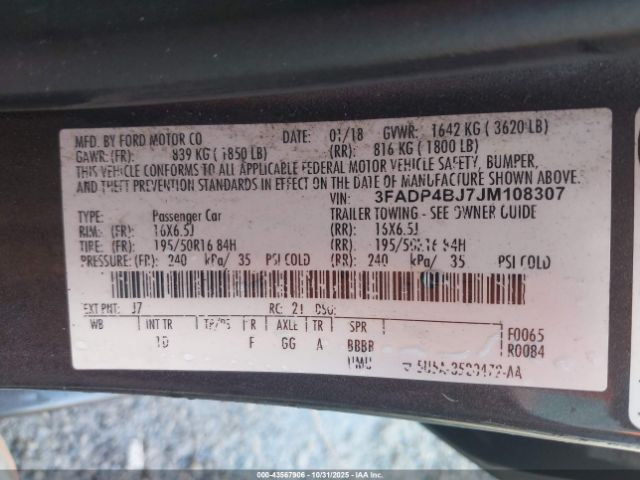 MFD. BY FORD MOTOR CO DATE: 01/18 GVWR: 1642 KG ( 3620 LB)
GAWR: (FR): 839 KG ( 1850 LB) (RR): 816 KG ( 1800 LB)
THIS VEHICLE CONFORMS TO ALL APPLICABLE FEDERAL MOTOR VEHICLE SAFETY, BUMPER,
AND THEFT PREVENTION STANDARDS IN EFFECT ON THE DATE OF MANUFACTURE SHOWN ABOVE.
VIN: 3FADP4BJ7JM108307
TYPE: Passenger Car TRAILER TOWING - SEE OWNER GUIDE
RIM: (FR) 16X6.5J (RR): 16X6.5J
TIRE: (FR) 195/50R16 84H (RR) 195/50R16 84H
PRESSURE: (FR) 240 kPa/ 35 PSI COLD (RR) 240 kPa/ 35 PSI COLD
EXT PNT: J7 RC: 21 DSO:
WB INT TR TP/PS R AXLE TR SPR
1D F GG A BBBB
F0065
R0084